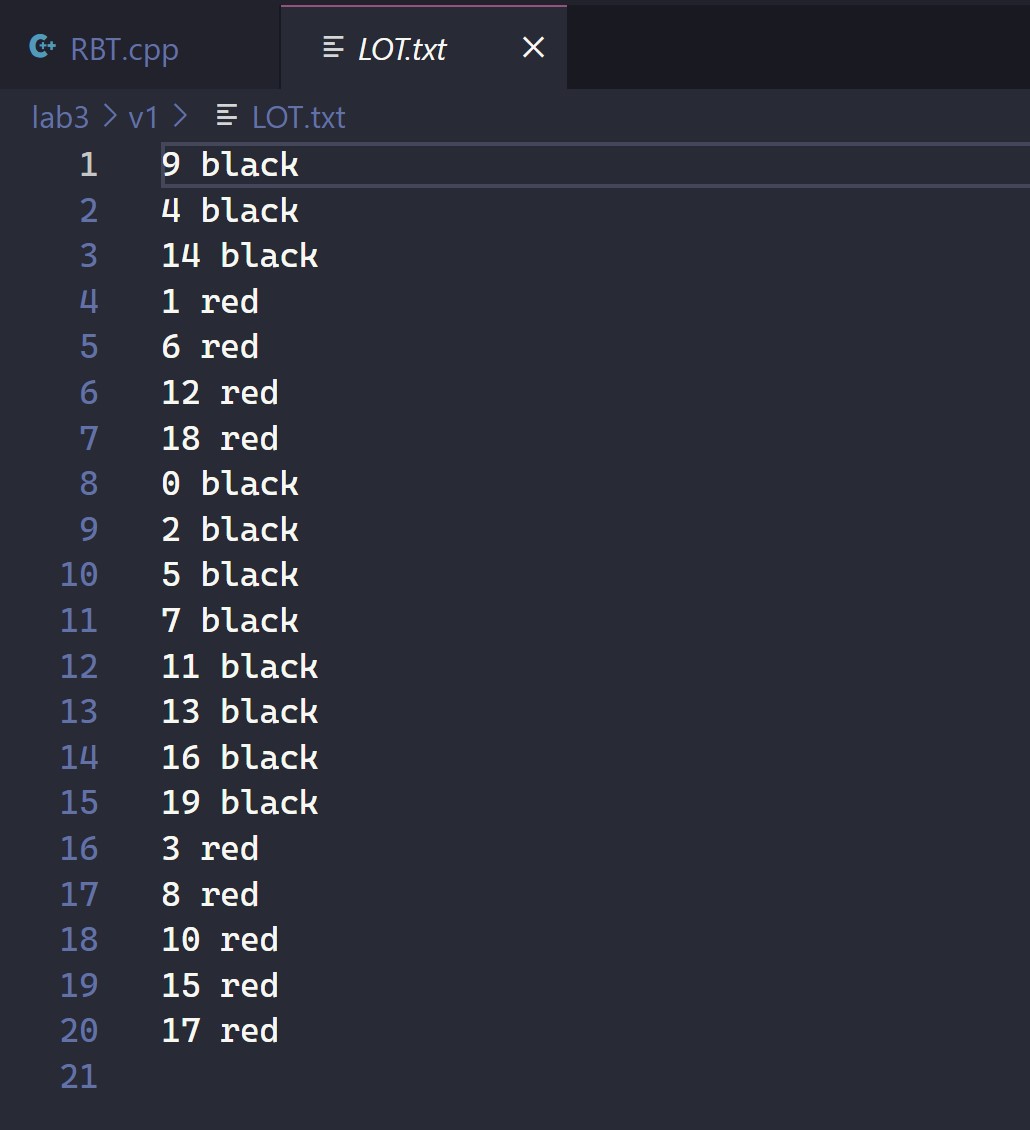 RBT.cpp LOT.txt
lab3 > v1 > LOT.txt
1 9 black
2 4 black
3 14 black
4 1 red
5 6 red
6 12 red
7 18 red
8 0 black
9 2 black
10 5 black
11 7 black
12 11 black
13 13 black
14 16 black
15 19 black
16 3 red
17 8 red
18 10 red
19 15 red
20 17 red
21